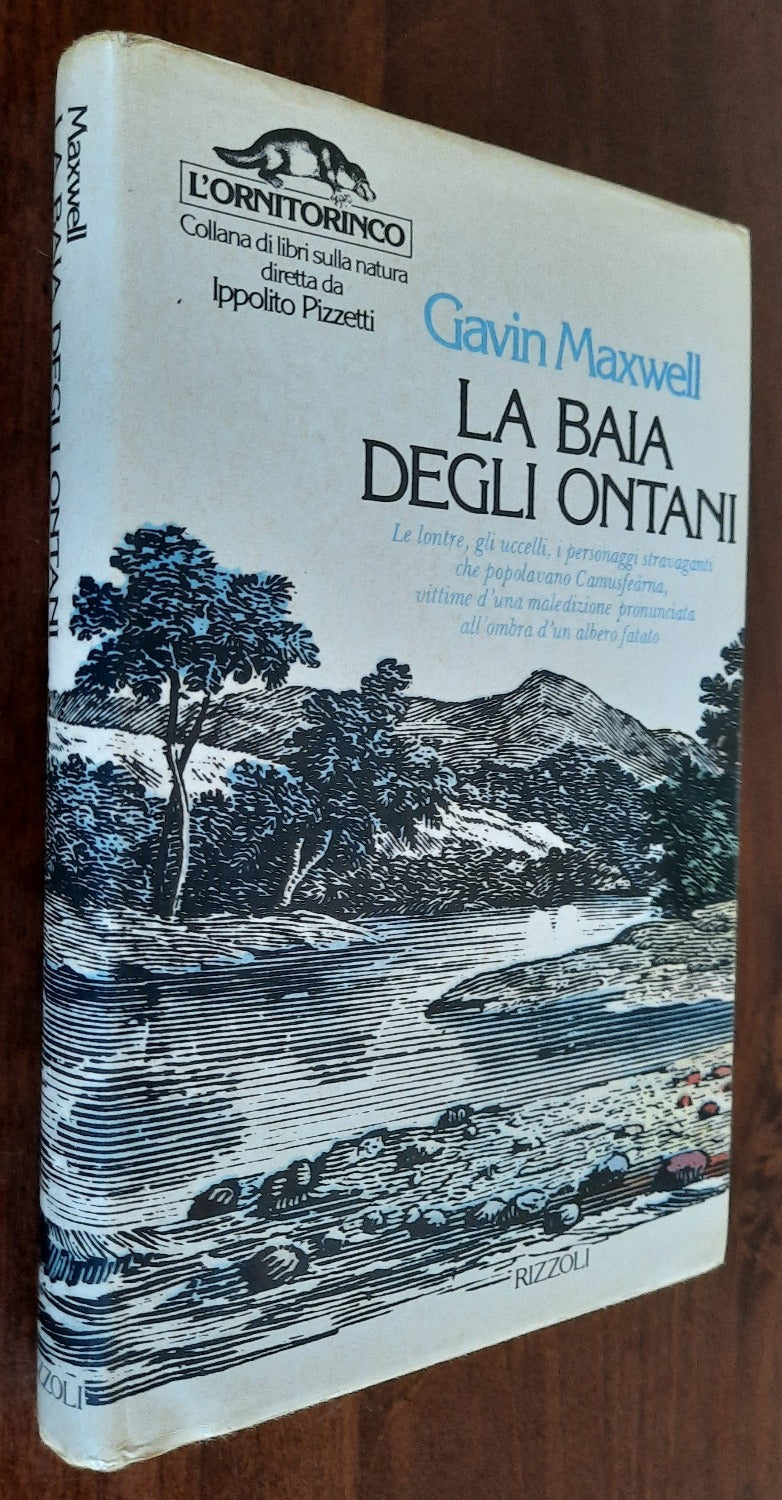 Maxwell
LA BAIA DEGLI ONTANI
L'ORNITORINCO
Collana di libri sulla natura
diretta da
Ippolito Pizzetti
Gavin Maxwell
LA BAIA
DEGLI ONTANI
Le lontre, gli uccelli, i personaggi stravaganti
che popolavano Camusfeàrna,
vittime d'una maledizione pronunciata
all'ombra d'un albero fatato
RIZZOLI
ZZOLI